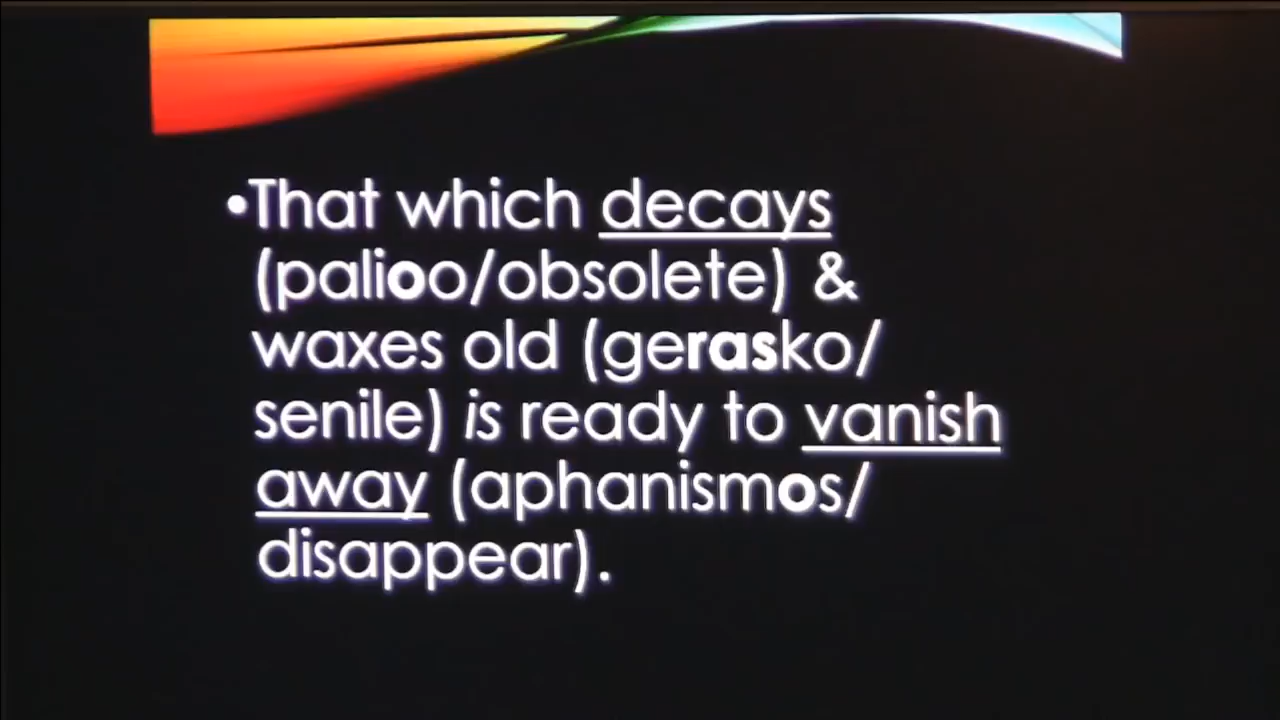 •That which decays
(palioo/obsolete) &
waxes old (gerasko/
senile) is ready to vanish
away (aphanismos/
disappear).